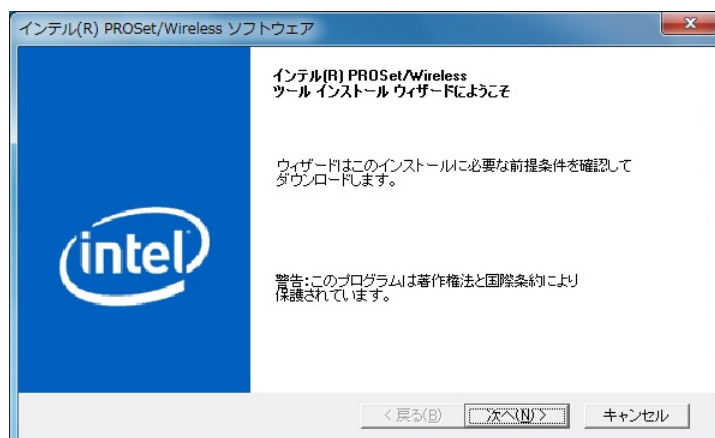 インテル(R) PROSet/Wireless ソフトウェア
インテル(R) PROSet/Wireless
ツール インストール ウィザードにようこそ
ウィザードはこのインストールに必要な前提条件を確認して
ダウンロードします。
intel
警告:このプログラムは著作権法と国際条約により
保護されています。
< 戻る(B)
次へ(N) >
キャンセル